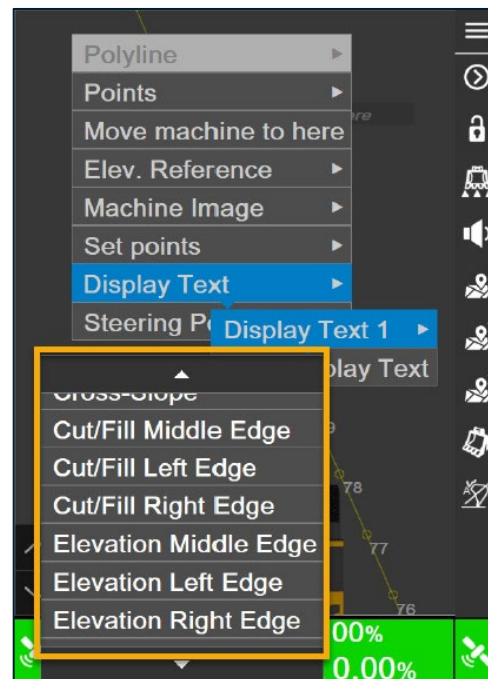 Polyline
Points
Move machine to here
Elev. Reference
Machine Image
Set points
Display Text
Steering
Display Text 1
Text
Cross-Slope
Cut/Fill Middle Edge
Cut/Fill Left Edge
Cut/Fill Right Edge
Elevation Middle Edge
Elevation Left Edge
Elevation Right Edge
78
77
76
00%
0.00%